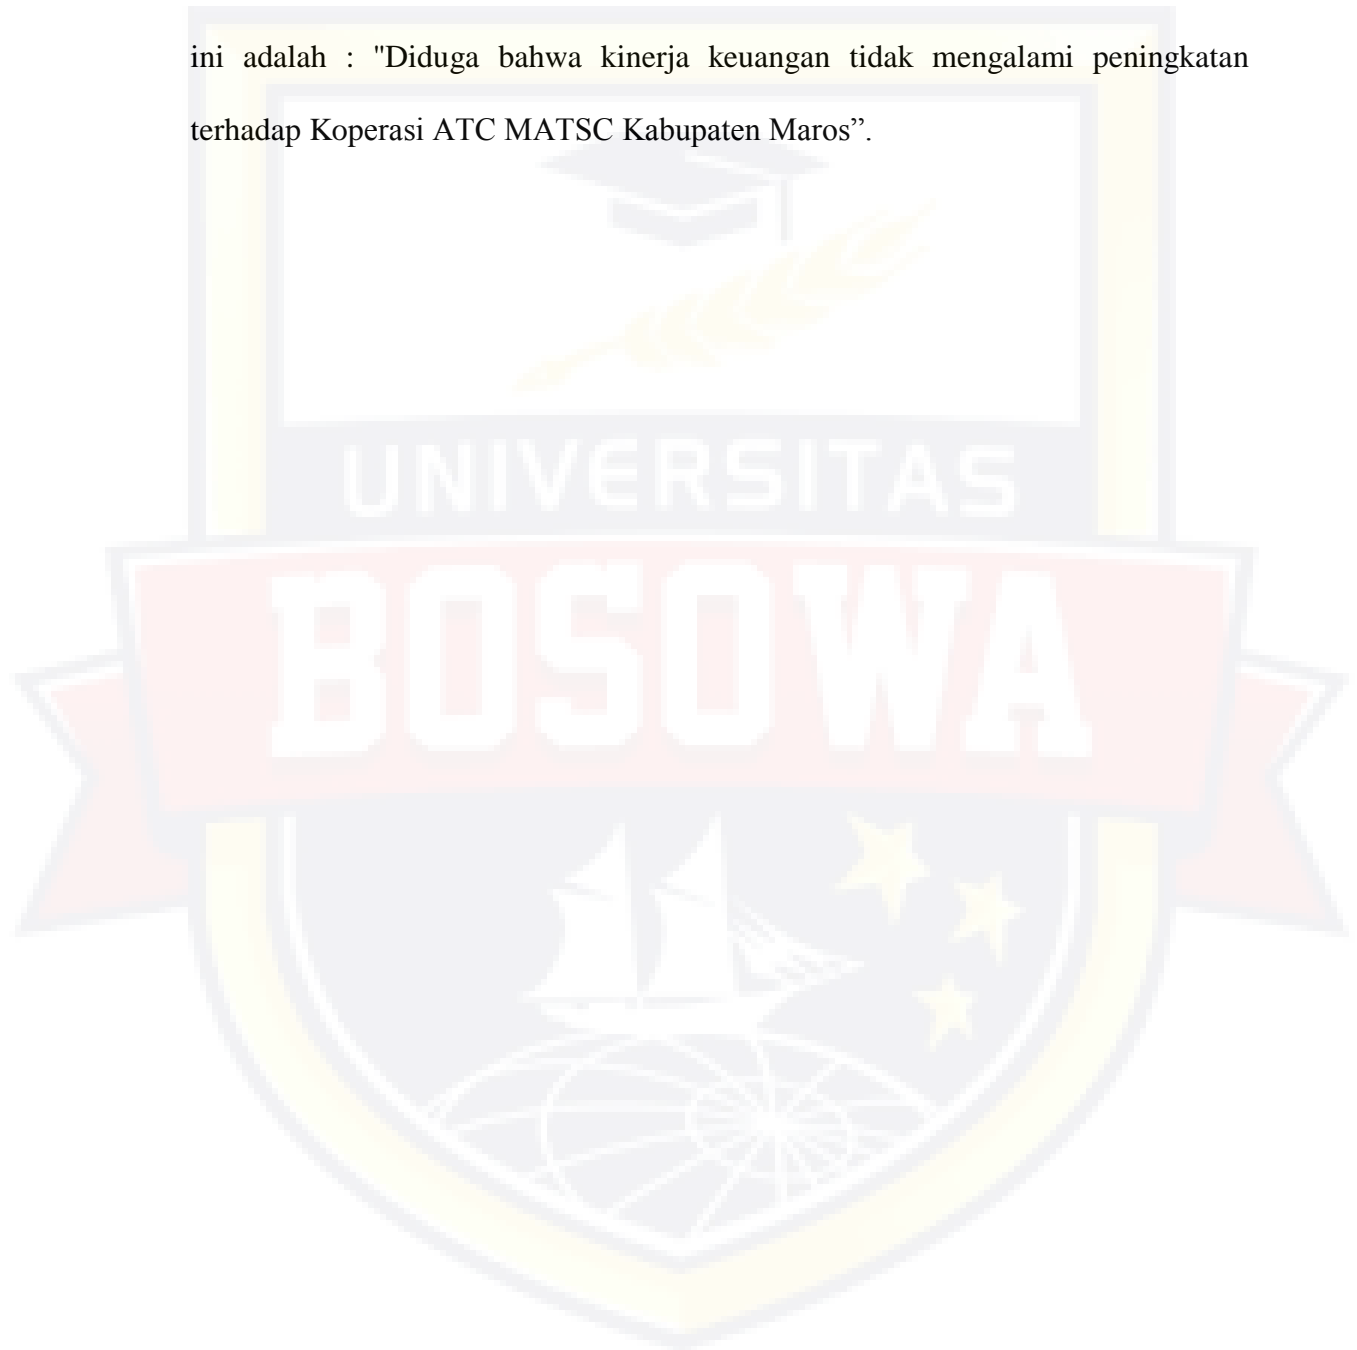 ini adalah : "Diduga bahwa kinerja keuangan tidak mengalami peningkatan
terhadap Koperasi ATC MATSC Kabupaten Maros”.
UNIVERSITAS
BOSOWA